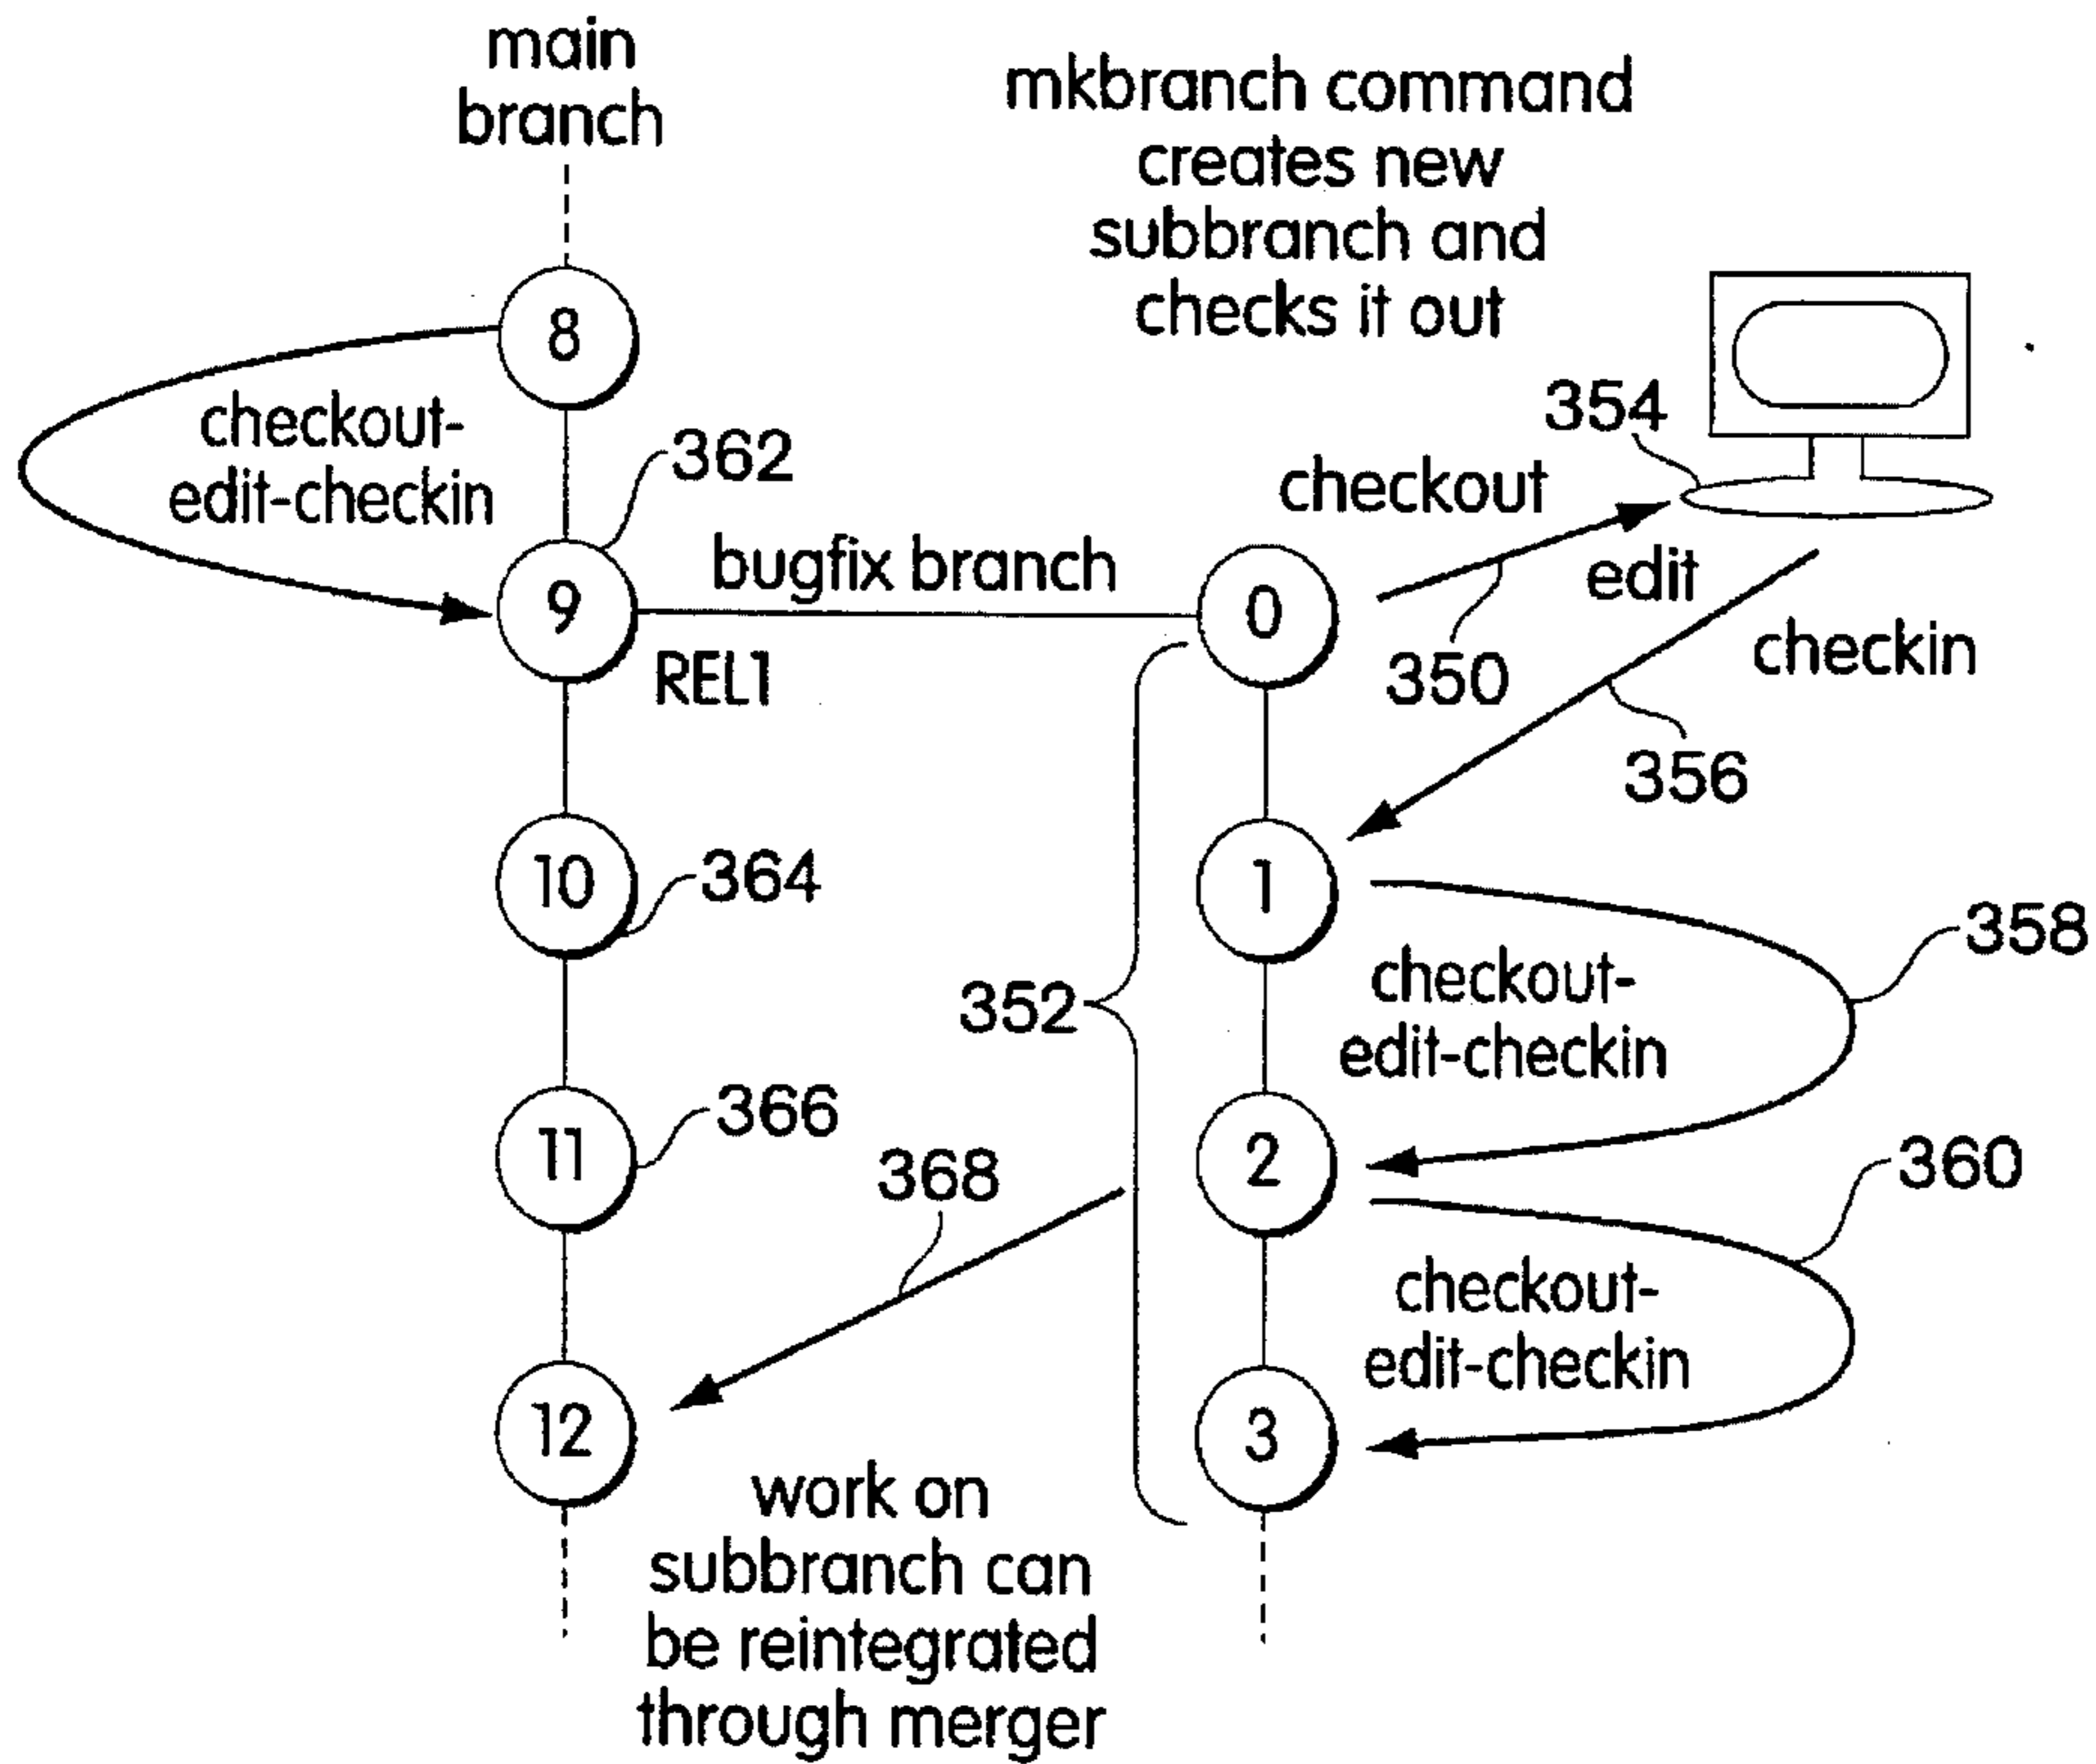 main
branch
mkbranch command
creates new
subbranch and
checks it out
8
354
checkout-
edit-checkin
362
checkout
bugfix branch
edit
9
0
REL1
350
checkin
356
10
364
1
358
352
checkout-
edit-checkin
11
366
368
2
360
checkout-
edit-checkin
12
3
work on
subbranch can
be reintegrated
through merger